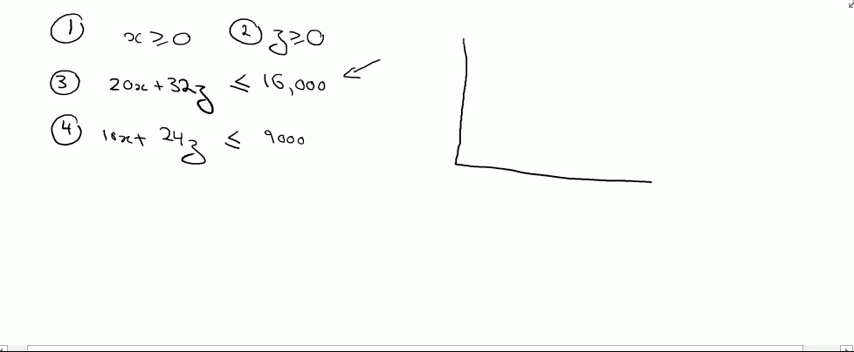 ① x ≥ 0 ② z ≥ 0
③ 20x + 32z ≤ 16,000
④ 18x + 24z ≤ 9000